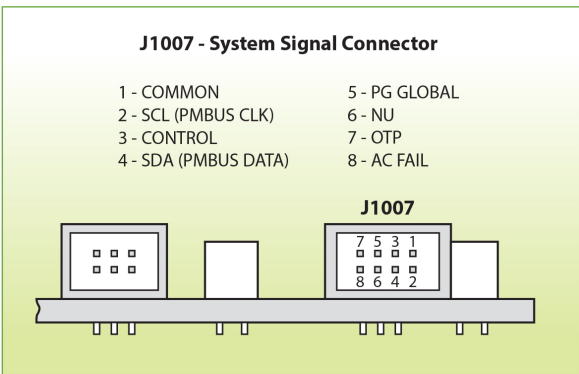 J1007 - System Signal Connector
1 - COMMON
2 - SCL (PMBUS CLK)
3 - CONTROL
4 - SDA (PMBUS DATA)
5 - PG GLOBAL
6 - NU
7 - OTP
8 - AC FAIL
J1007
7 5 3 1
8 6 4 2